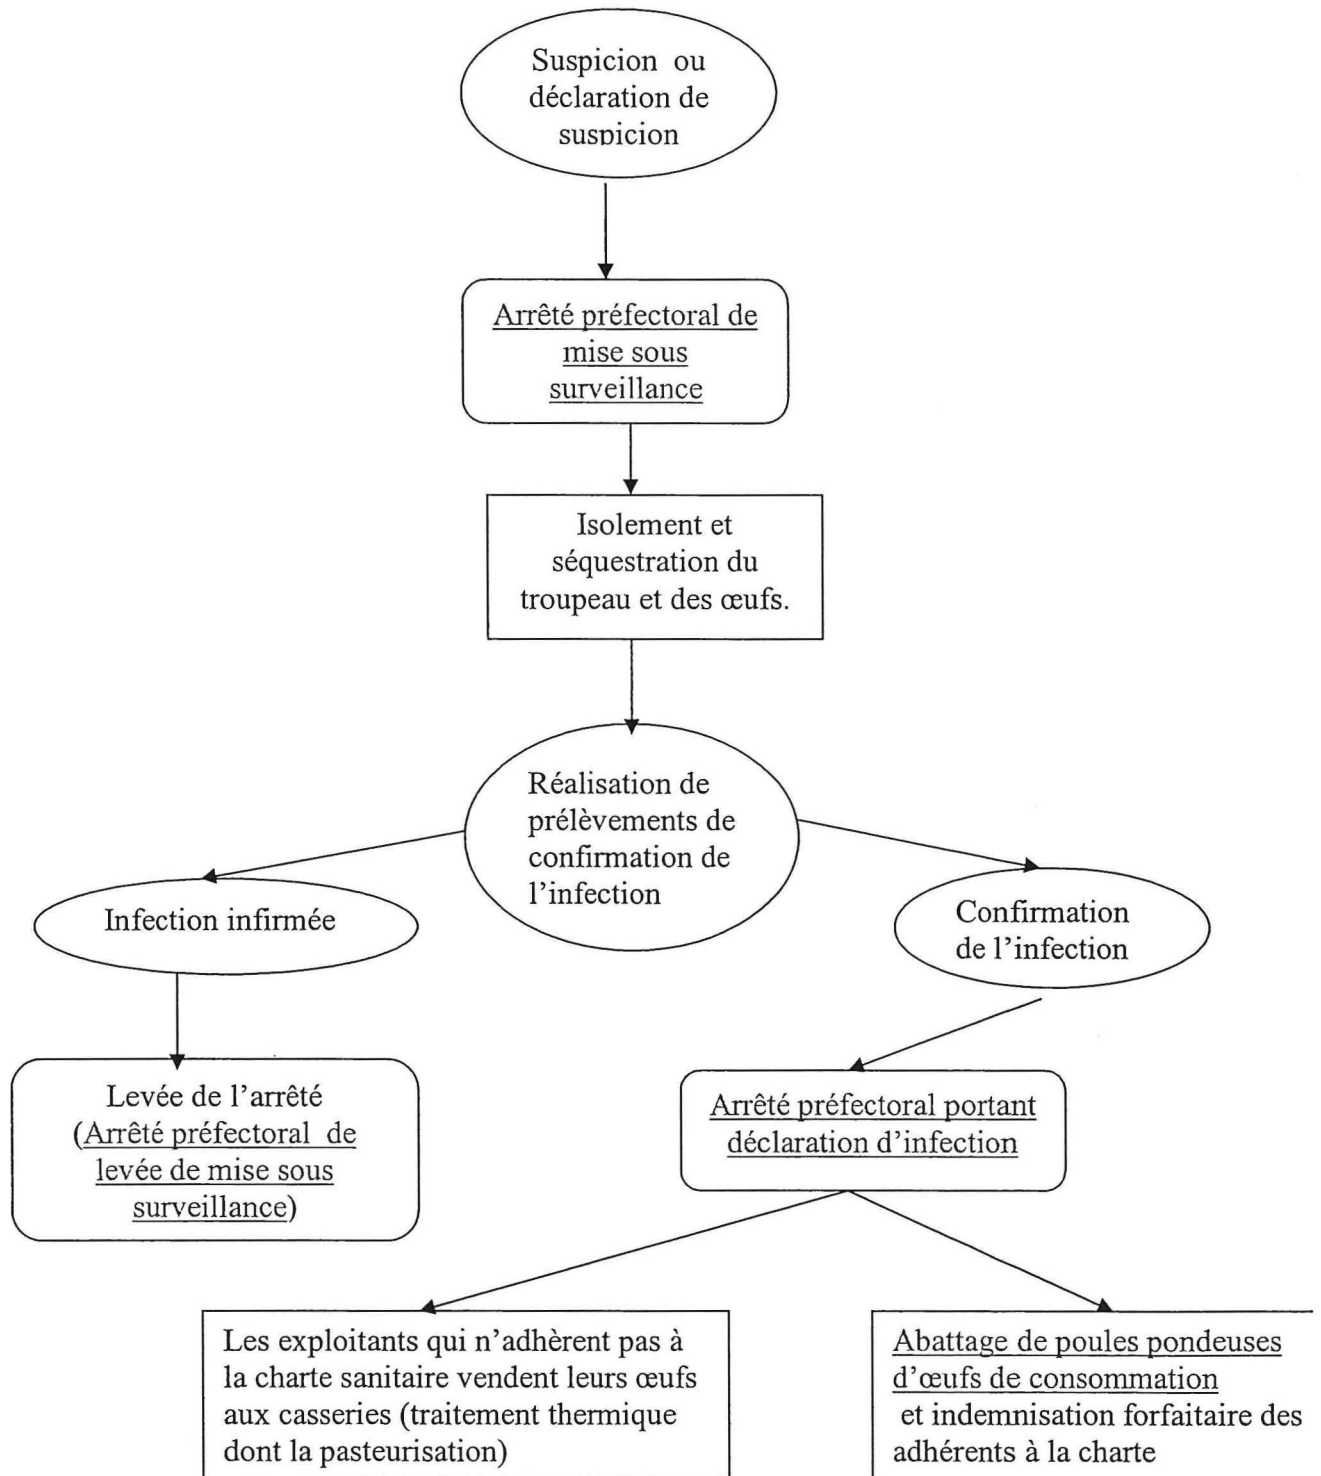 Suspicion ou
déclaration de
suspicion
Arrêté préfectoral de
mise sous
surveillance
Isolement et
séquestration du
troupeau et des œufs.
Réalisation de
prélèvements de
confirmation de
l'infection
Infection infirmée
Confirmation
de l'infection
Levée de l'arrêté
(Arrêté préfectoral de
levée de mise sous
surveillance)
Arrêté préfectoral portant
déclaration d'infection
Les exploitants qui n'adhèrent pas à
la charte sanitaire vendent leurs œufs
aux casseries (traitement thermique
dont la pasteurisation)
Abattage de poules pondeuses
d'œufs de consommation
et indemnisation forfaitaire des
adhérents à la charte